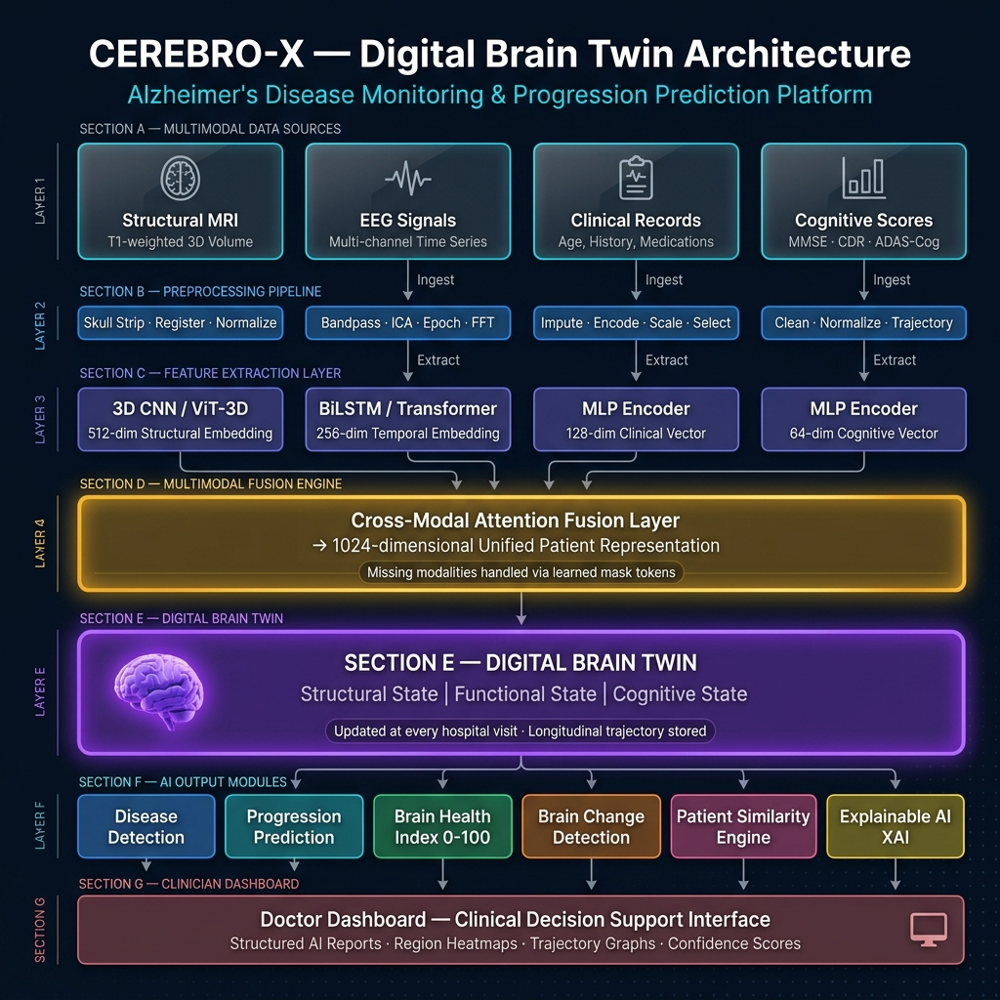 CEREBRO-X — Digital Brain Twin Architecture
Alzheimer's Disease Monitoring & Progression Prediction Platform
SECTION A — MULTIMODAL DATA SOURCES
LAYER 1
Structural MRI
T1-weighted 3D Volume
EEG Signals
Multi-channel Time Series
Clinical Records
Age, History, Medications
Cognitive Scores
MMSE · CDR · ADAS-Cog
Ingest
Ingest
Ingest
SECTION B — PREPROCESSING PIPELINE
LAYER 2
Skull Strip · Register · Normalize
Bandpass · ICA · Epoch · FFT
Impute · Encode · Scale · Select
Clean · Normalize · Trajectory
Extract
Extract
Extract
SECTION C — FEATURE EXTRACTION LAYER
LAYER 3
3D CNN / ViT-3D
512-dim Structural Embedding
BiLSTM / Transformer
256-dim Temporal Embedding
MLP Encoder
128-dim Clinical Vector
MLP Encoder
64-dim Cognitive Vector
SECTION D — MULTIMODAL FUSION ENGINE
LAYER 4
Cross-Modal Attention Fusion Layer
→ 1024-dimensional Unified Patient Representation
Missing modalities handled via learned mask tokens
SECTION E — DIGITAL BRAIN TWIN
LAYER E
SECTION E — DIGITAL BRAIN TWIN
Structural State | Functional State | Cognitive State
Updated at every hospital visit · Longitudinal trajectory stored
SECTION F — AI OUTPUT MODULES
LAYER F
Disease
Detection
Progression
Prediction
Brain Health
Index 0-100
Brain Change
Detection
Patient Similarity
Engine
Explainable AI
XAI
SECTION G — CLINICIAN DASHBOARD
SECTION G
Doctor Dashboard — Clinical Decision Support Interface
Structured AI Reports · Region Heatmaps · Trajectory Graphs · Confidence Scores